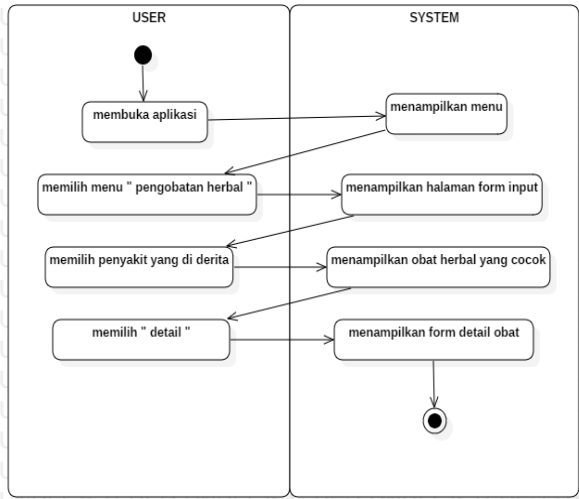 USER
SYSTEM
membuka aplikasi
menampilkan menu
memilih menu " pengobatan herbal "
menampilkan halaman form input
memilih penyakit yang di derita
menampilkan obat herbal yang cocok
memilih " detail "
menampilkan form detail obat